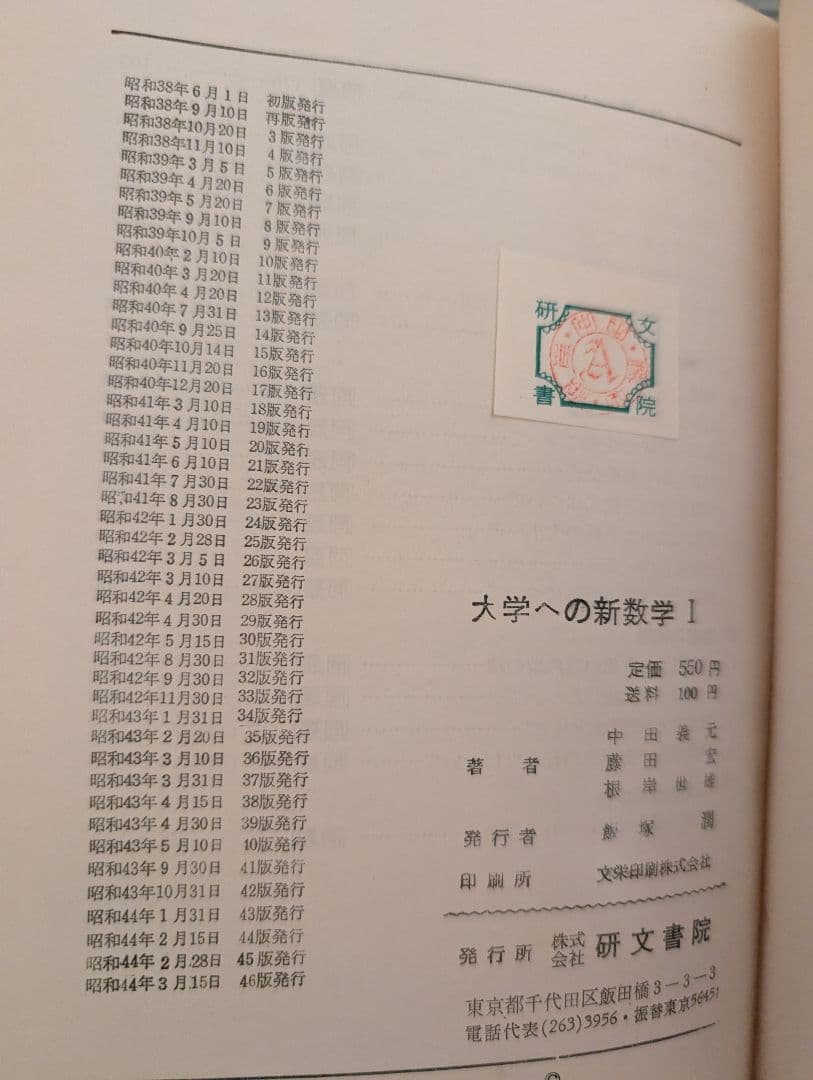 昭和38年6月1日 初版発行
昭和38年9月10日 再版発行
昭和38年10月20日 3版発行
昭和38年11月10日 4版発行
昭和39年3月5日 5版発行
昭和39年4月20日 6版発行
昭和39年5月20日 7版発行
昭和39年9月10日 8版発行
昭和39年10月5日 9版発行
昭和40年2月10日 10版発行
昭和40年3月20日 11版発行
昭和40年4月20日 12版発行
昭和40年7月31日 13版発行
昭和40年9月25日 14版発行
昭和40年10月14日 15版発行
昭和40年11月20日 16版発行
昭和40年12月20日 17版発行
昭和41年3月10日 18版発行
昭和41年4月10日 19版発行
昭和41年5月10日 20版発行
昭和41年6月10日 21版発行
昭和41年7月30日 22版発行
昭和41年8月30日 23版発行
昭和42年1月30日 24版発行
昭和42年2月28日 25版発行
昭和42年3月5日 26版発行
昭和42年3月10日 27版発行
昭和42年4月20日 28版発行
昭和42年4月30日 29版発行
昭和42年5月15日 30版発行
昭和42年8月30日 31版発行
昭和42年9月30日 32版発行
昭和42年11月30日 33版発行
昭和43年1月31日 34版発行
昭和43年2月20日 35版発行
昭和43年3月10日 36版発行
昭和43年3月31日 37版発行
昭和43年4月15日 38版発行
昭和43年4月30日 39版発行
昭和43年5月10日 40版発行
昭和43年9月30日 41版発行
昭和43年10月31日 42版発行
昭和44年1月31日 43版発行
昭和44年2月15日 44版発行
昭和44年2月28日 45版発行
昭和44年3月15日 46版発行
研文書院
大学への新数学 I
定価 550円
送料 100円
著者 中田義元
藤田宏
根岸世雄
発行者 飯塚潤
印刷所 文栄印刷株式会社
発行所 株式会社 研文書院
東京都千代田区飯田橋3-3-3
電話代表(263)3956・振替東京56451